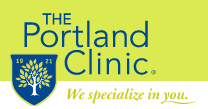 THE
Portland
Clinic®
19 21
We specialize in you.